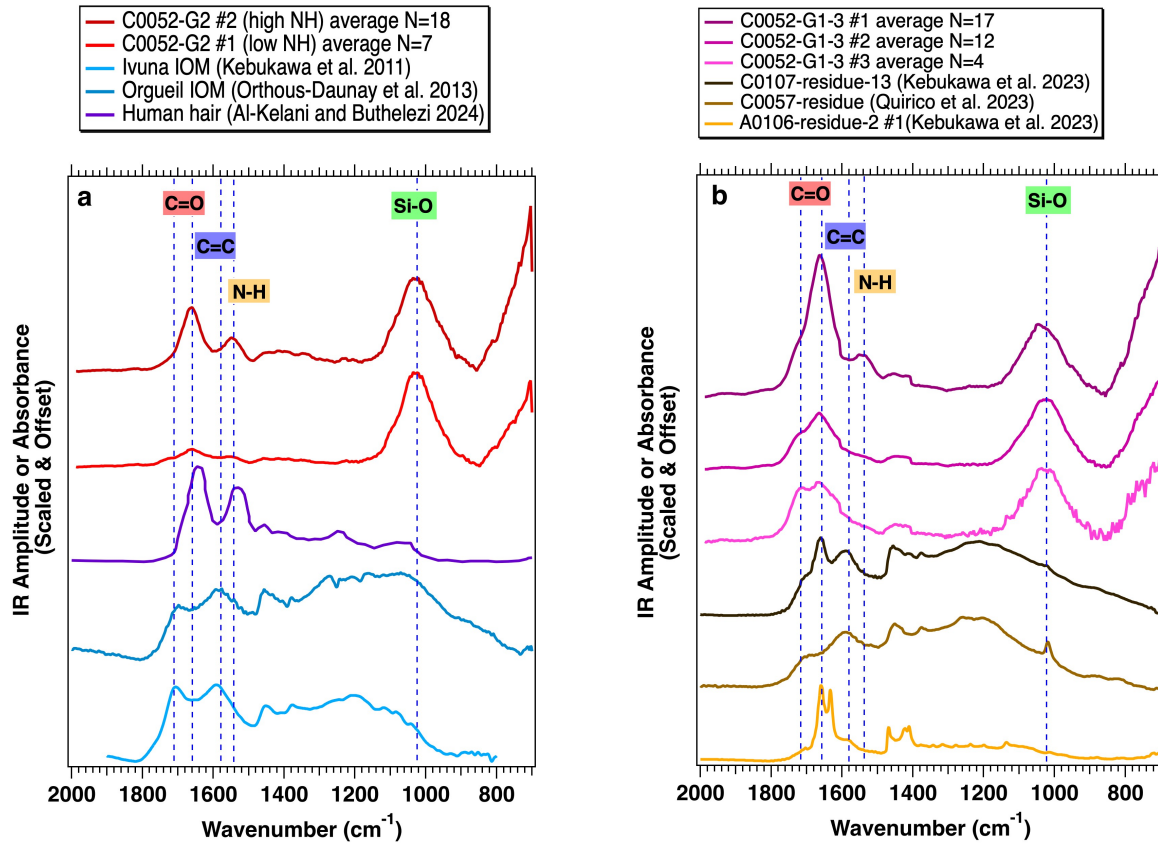 C0052-G2 #2 (high NH) average N=18
C0052-G2 #1 (low NH) average N=7
Ivuna IOM (Kebukawa et al. 2011)
Orgueil IOM (Orthous-Daunay et al. 2013)
Human hair (Al-Kelani and Buthelezi 2024)
a
C=O
C=C
N-H
Si-O
IR Amplitude or Absorbance
(Scaled & Offset)
2000 1800 1600 1400 1200 1000 800
Wavenumber (cm-1)
C0052-G1-3 #1 average N=17
C0052-G1-3 #2 average N=12
C0052-G1-3 #3 average N=4
C0107-residue-13 (Kebukawa et al. 2023)
C0057-residue (Quirico et al. 2023)
A0106-residue-2 #1(Kebukawa et al. 2023)
b
C=O
C=C
N-H
Si-O
IR Amplitude or Absorbance
(Scaled & Offset)
2000 1800 1600 1400 1200 1000 800
Wavenumber (cm-1)